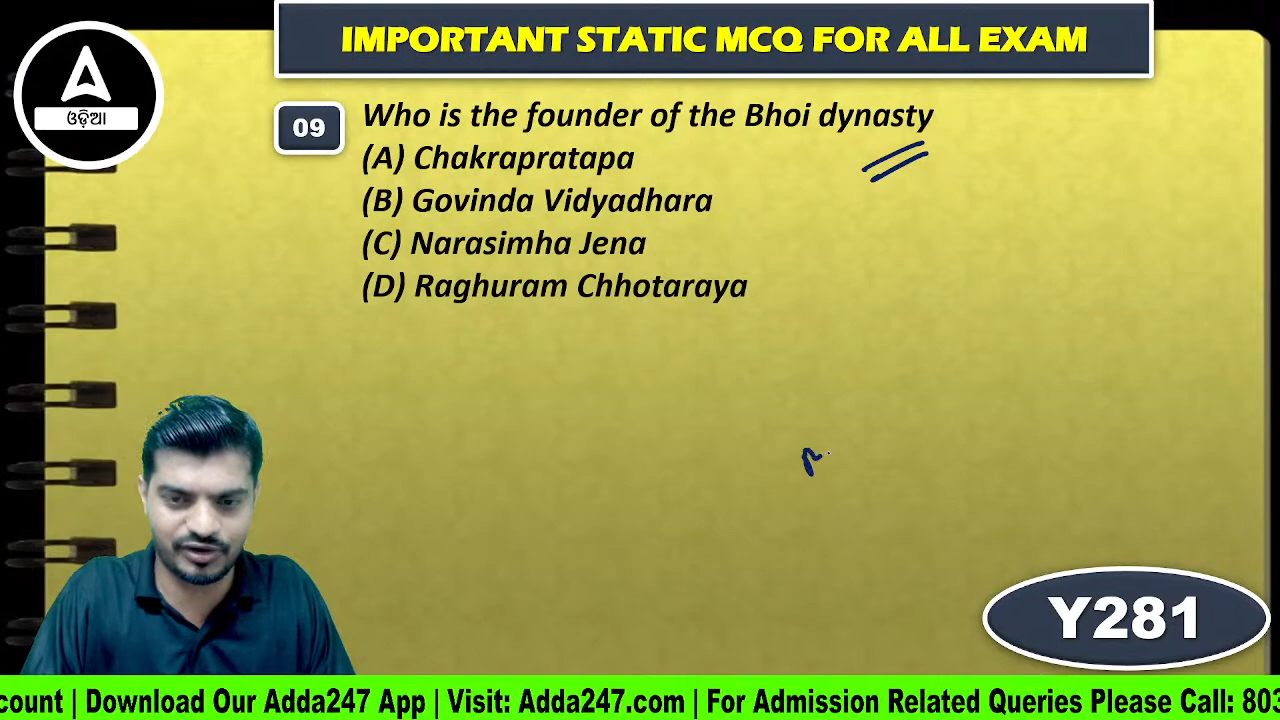 IMPORTANT STATIC MCQ FOR ALL EXAM
ଓଡ଼ିଆ
09
Who is the founder of the Bhoi dynasty
(A) Chakrapratapa
(B) Govinda Vidyadhara
(C) Narasimha Jena
(D) Raghuram Chhotaraya
Y281
count | Download Our Adda247 App | Visit: Adda247.com | For Admission Related Queries Please Call: 803